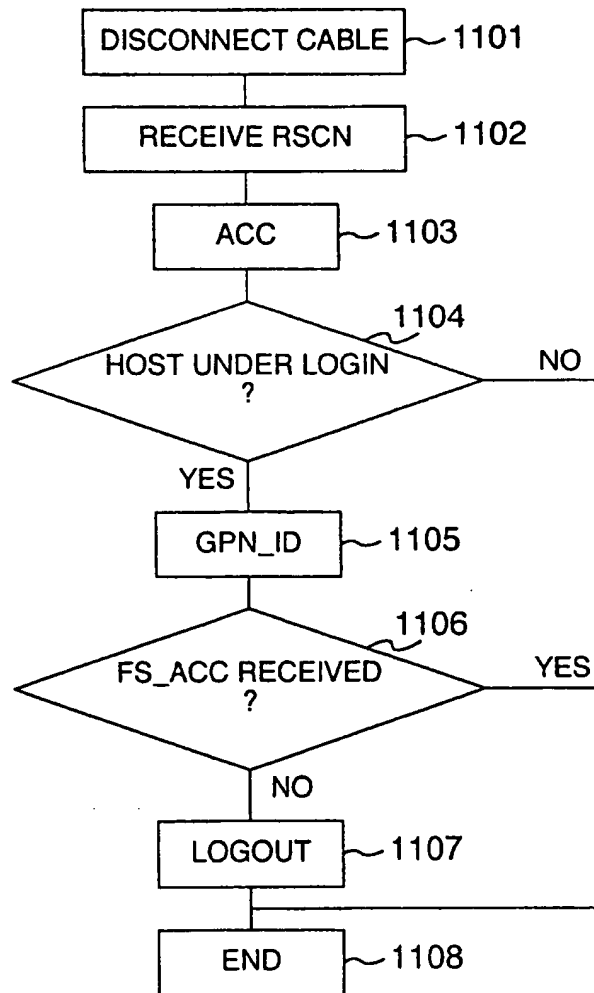 DISCONNECT CABLE 1101
RECEIVE RSCN 1102
ACC 1103
1104
HOST UNDER LOGIN
?
NO
YES
GPN_ID 1105
1106
FS_ACC RECEIVED
?
YES
NO
LOGOUT 1107
END 1108